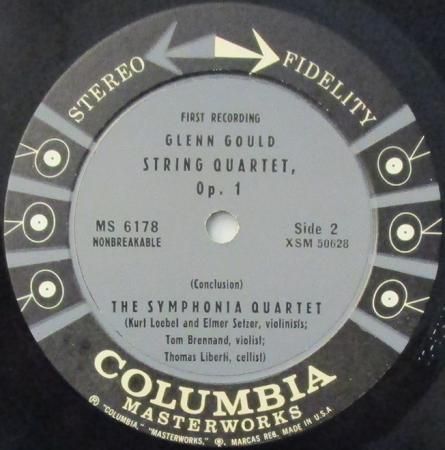 STEREO FIDELITY
FIRST RECORDING
GLENN GOULD
STRING QUARTET,
Op. 1
MS 6178
NONBREAKABLE
Side 2
XSM 50628
(Conclusion)
THE SYMPHONIA QUARTET
(Kurt Loebel and Elmer Setzer, violinists;
Tom Brennand, violist;
Thomas Liberti, cellist)
COLUMBIA
MASTERWORKS
® "COLUMBIA," "MASTERWORKS," MARCAS REG. MADE IN U.S.A.